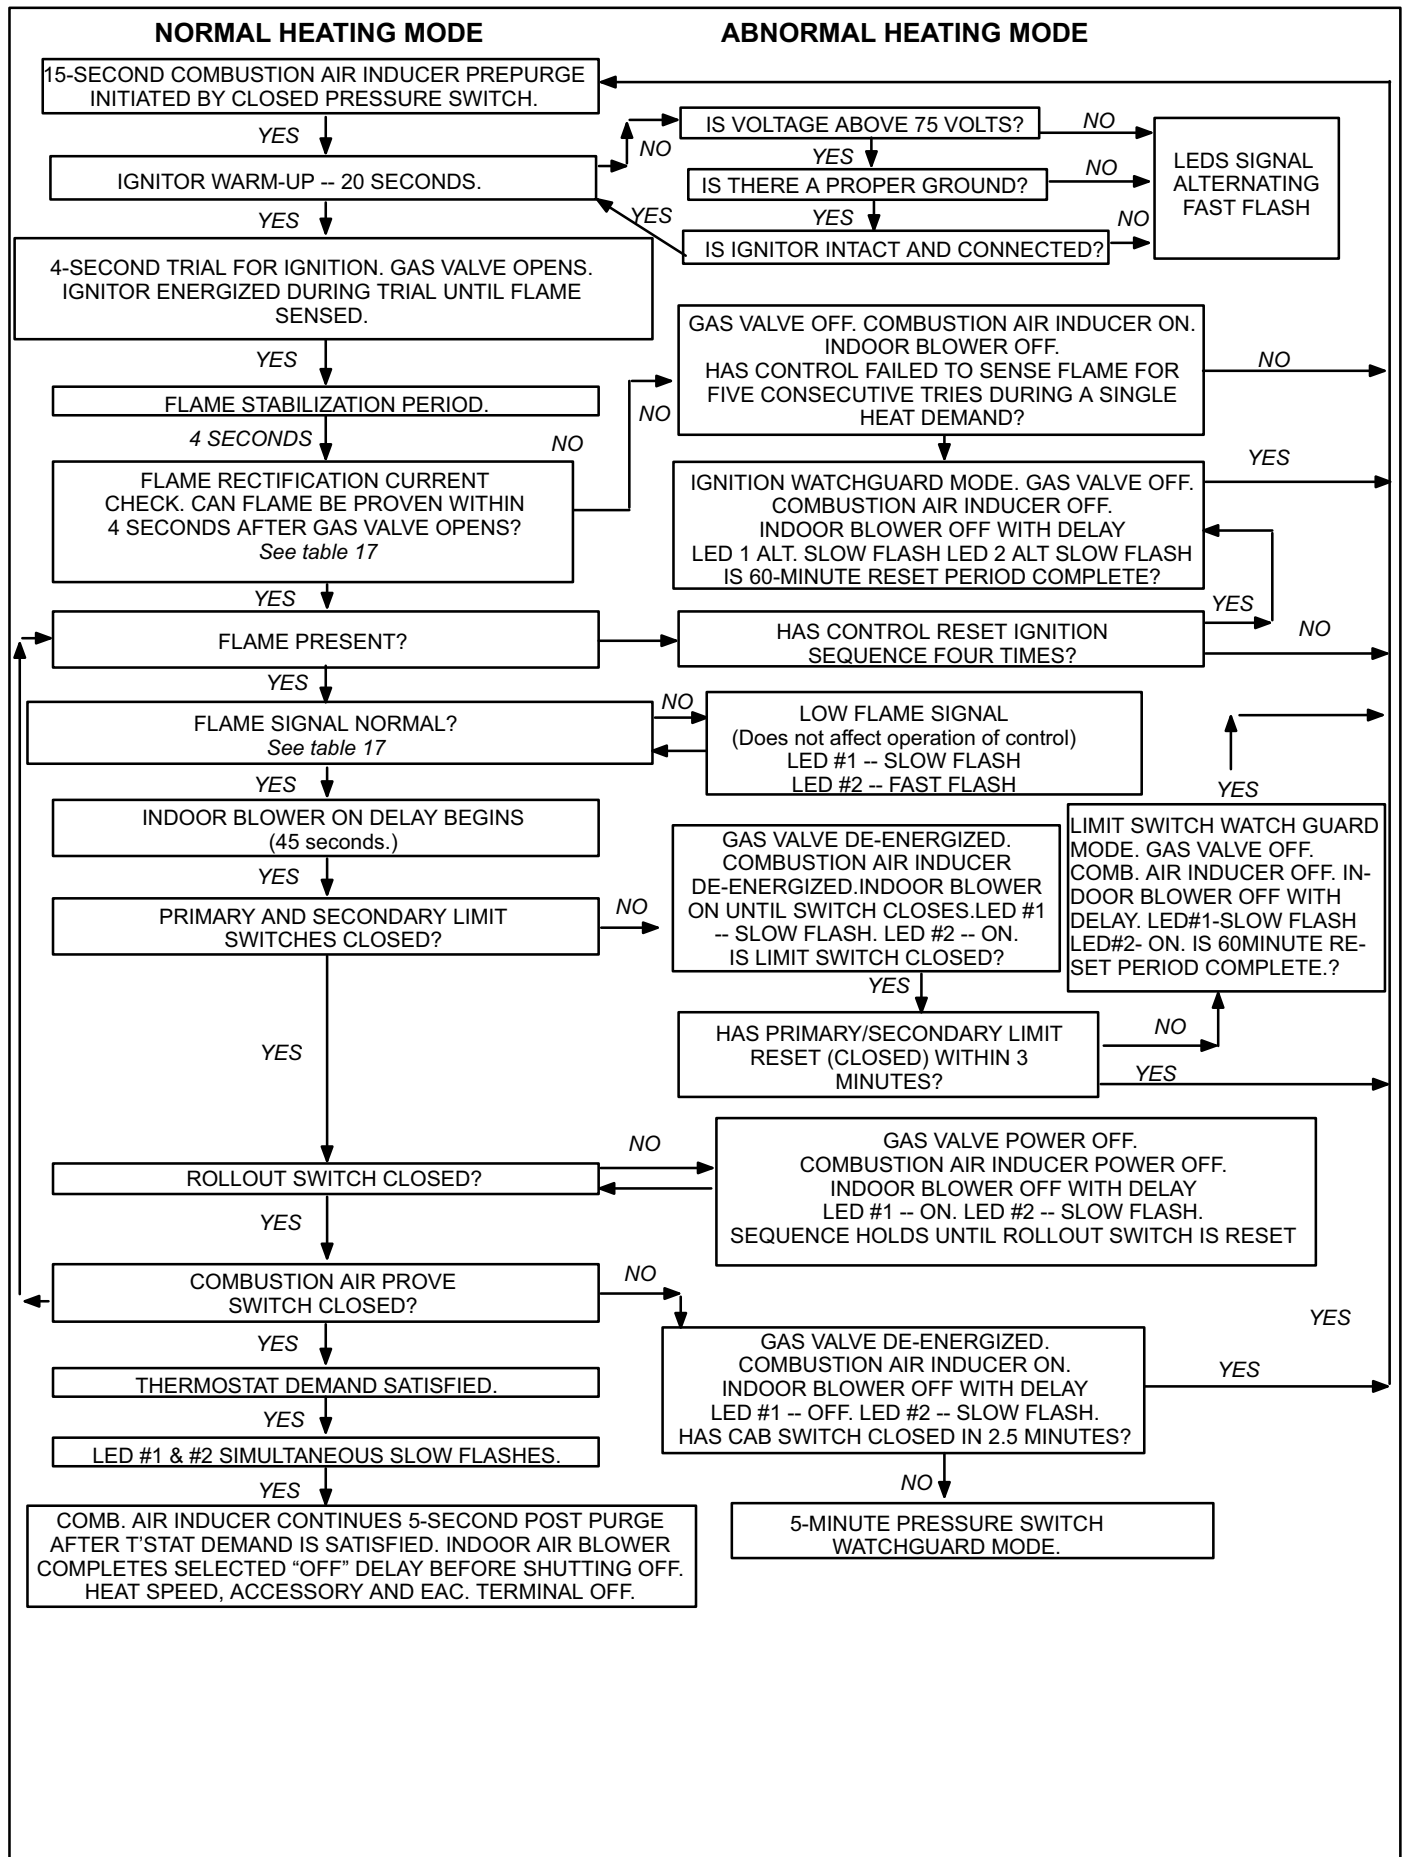 NORMAL HEATING MODE
ABNORMAL HEATING MODE
15-SECOND COMBUSTION AIR INDUCER PREPURGE
INITIATED BY CLOSED PRESSURE SWITCH.
YES
NO
IS VOLTAGE ABOVE 75 VOLTS?
NO
YES
LEDS SIGNAL
ALTERNATING
FAST FLASH
IGNITOR WARM-UP -- 20 SECONDS.
IS THERE A PROPER GROUND?
NO
YES
YES
YES
NO
IS IGNITOR INTACT AND CONNECTED?
4-SECOND TRIAL FOR IGNITION. GAS VALVE OPENS.
IGNITOR ENERGIZED DURING TRIAL UNTIL FLAME
SENSED.
YES
GAS VALVE OFF. COMBUSTION AIR INDUCER ON.
INDOOR BLOWER OFF.
HAS CONTROL FAILED TO SENSE FLAME FOR
FIVE CONSECUTIVE TRIES DURING A SINGLE
HEAT DEMAND?
NO
FLAME STABILIZATION PERIOD.
4 SECONDS
NO
NO
FLAME RECTIFICATION CURRENT
CHECK. CAN FLAME BE PROVEN WITHIN
4 SECONDS AFTER GAS VALVE OPENS?
See table 17
YES
IGNITION WATCHGUARD MODE. GAS VALVE OFF.
COMBUSTION AIR INDUCER OFF.
INDOOR BLOWER OFF WITH DELAY
LED 1 ALT. SLOW FLASH LED 2 ALT SLOW FLASH
IS 60-MINUTE RESET PERIOD COMPLETE?
YES
YES
FLAME PRESENT?
HAS CONTROL RESET IGNITION
SEQUENCE FOUR TIMES?
NO
YES
FLAME SIGNAL NORMAL?
See table 17
NO
LOW FLAME SIGNAL
(Does not affect operation of control)
LED #1 -- SLOW FLASH
LED #2 -- FAST FLASH
YES
YES
INDOOR BLOWER ON DELAY BEGINS
(45 seconds.)
YES
GAS VALVE DE-ENERGIZED.
COMBUSTION AIR INDUCER
DE-ENERGIZED.INDOOR BLOWER
ON UNTIL SWITCH CLOSES.LED #1
-- SLOW FLASH. LED #2 -- ON.
IS LIMIT SWITCH CLOSED?
LIMIT SWITCH WATCH GUARD
MODE. GAS VALVE OFF.
COMB. AIR INDUCER OFF. IN-
DOOR BLOWER OFF WITH
DELAY. LED#1-SLOW FLASH
LED#2- ON. IS 60MINUTE RE-
SET PERIOD COMPLETE.?
PRIMARY AND SECONDARY LIMIT
SWITCHES CLOSED?
NO
YES
YES
HAS PRIMARY/SECONDARY LIMIT
RESET (CLOSED) WITHIN 3
MINUTES?
NO
YES
ROLLOUT SWITCH CLOSED?
NO
GAS VALVE POWER OFF.
COMBUSTION AIR INDUCER POWER OFF.
INDOOR BLOWER OFF WITH DELAY
LED #1 -- ON. LED #2 -- SLOW FLASH.
SEQUENCE HOLDS UNTIL ROLLOUT SWITCH IS RESET
YES
COMBUSTION AIR PROVE
SWITCH CLOSED?
NO
YES
YES
GAS VALVE DE-ENERGIZED.
COMBUSTION AIR INDUCER ON.
INDOOR BLOWER OFF WITH DELAY
LED #1 -- OFF. LED #2 -- SLOW FLASH.
HAS CAB SWITCH CLOSED IN 2.5 MINUTES?
YES
THERMOSTAT DEMAND SATISFIED.
YES
LED #1 & #2 SIMULTANEOUS SLOW FLASHES.
YES
NO
COMB. AIR INDUCER CONTINUES 5-SECOND POST PURGE
AFTER T’STAT DEMAND IS SATISFIED. INDOOR AIR BLOWER
COMPLETES SELECTED “OFF” DELAY BEFORE SHUTTING OFF.
HEAT SPEED, ACCESSORY AND EAC. TERMINAL OFF.
5-MINUTE PRESSURE SWITCH
WATCHGUARD MODE.